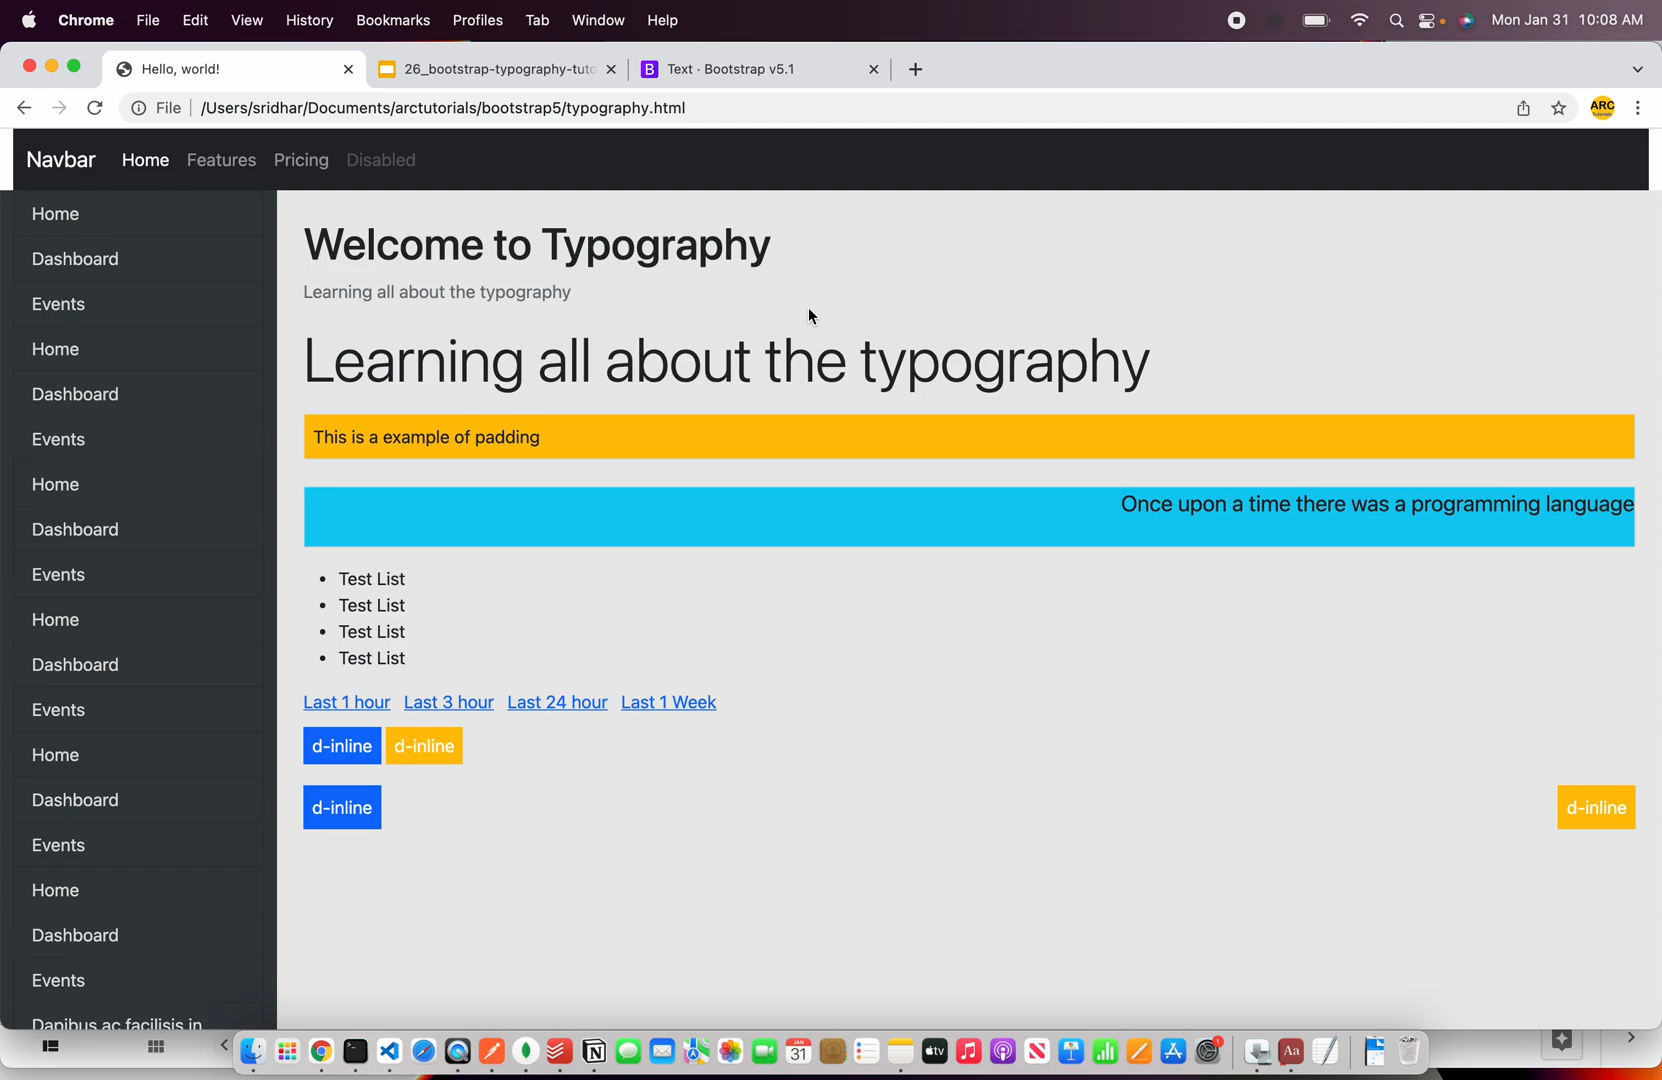 Chrome File Edit View History Bookmarks Profiles Tab Window Help Mon Jan 31 10:08 AM
Hello, world! 26_bootstrap-typography-tuto Text · Bootstrap v5.1
File /Users/sridhar/Documents/arctutorials/bootstrap5/typography.html ARC
Navbar Home Features Pricing Disabled
Home
Dashboard
Events
Home
Dashboard
Events
Home
Dashboard
Events
Home
Dashboard
Events
Home
Dashboard
Events
Home
Dashboard
Events
Dapibus ac facilisis in
Welcome to Typography
Learning all about the typography
Learning all about the typography
This is a example of padding
Once upon a time there was a programming language
• Test List
• Test List
• Test List
• Test List
Last 1 hour Last 3 hour Last 24 hour Last 1 Week
d-inline d-inline
d-inline d-inline
JAN
31
tv
Aa
1